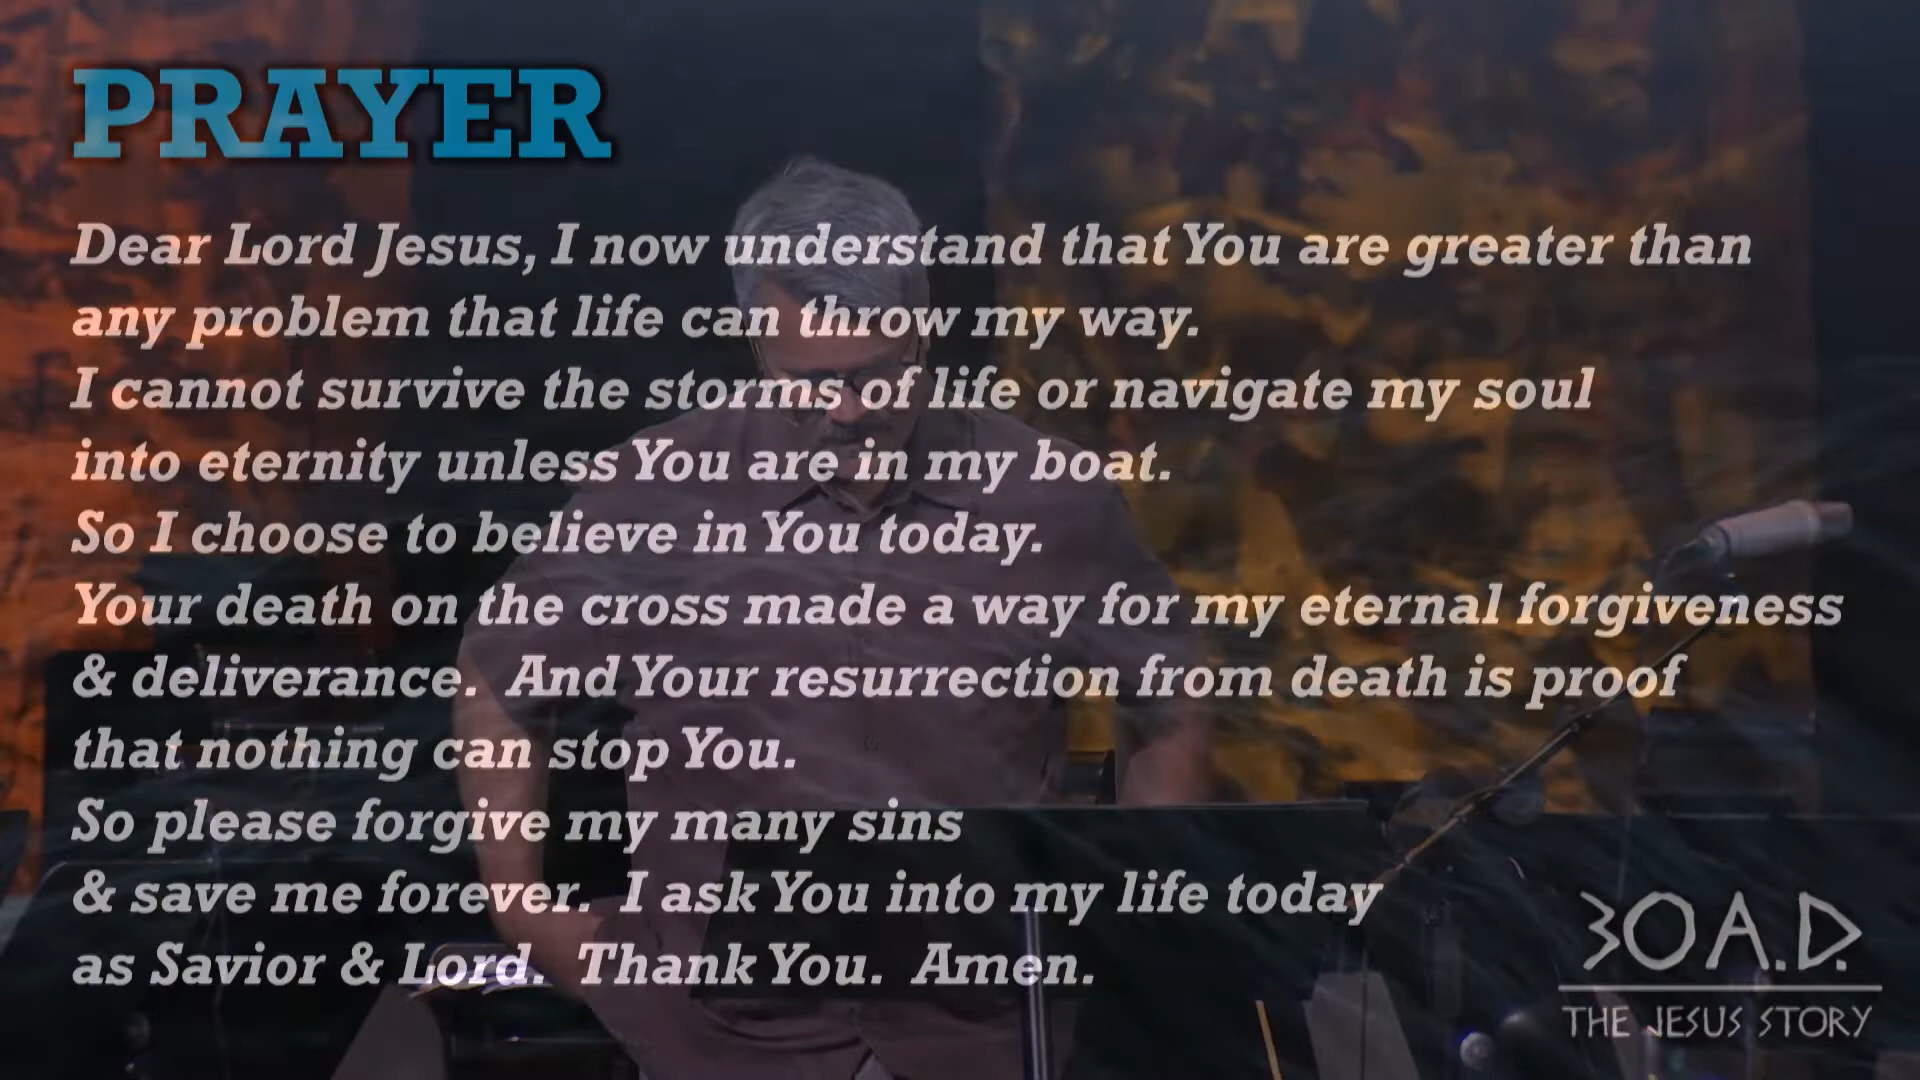 PRAYER
Dear Lord Jesus, I now understand that You are greater than
any problem that life can throw my way.
I cannot survive the storms of life or navigate my soul
into eternity unless You are in my boat.
So I choose to believe in You today.
Your death on the cross made a way for my eternal forgiveness
& deliverance. And Your resurrection from death is proof
that nothing can stop You.
So please forgive my many sins
& save me forever. I ask You into my life today
as Savior & Lord. Thank You. Amen.
30 A.D.
THE JESUS STORY